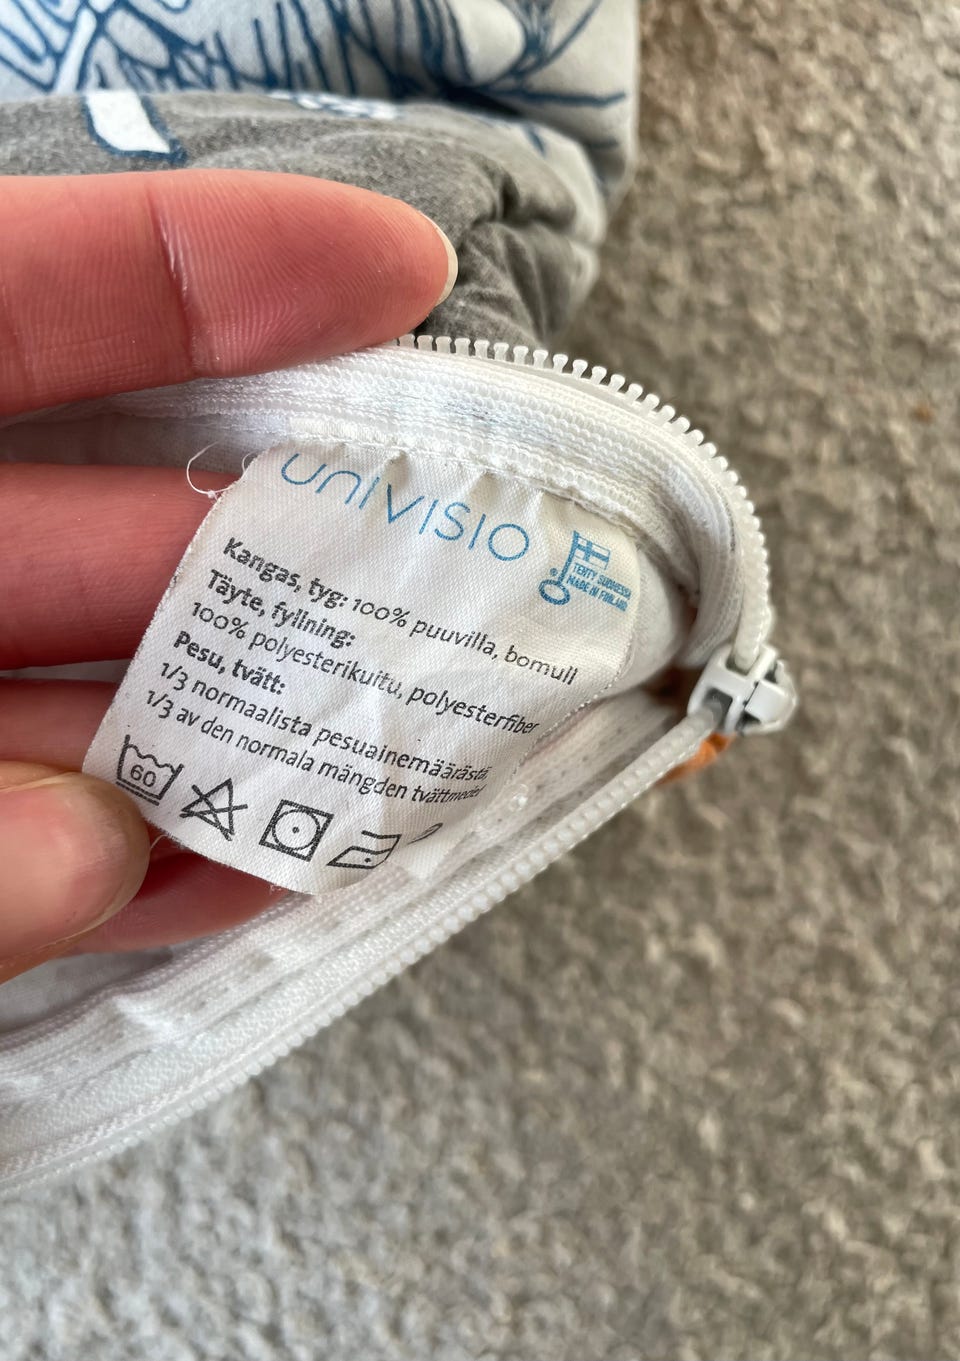 UNIVISIO
®
TEHTY SUOMESSA
MADE IN FINLAND
Kangas, tyg: 100% puuvilla, bomull
Täyte, fyllning:
100% polyesterikuitu, polyesterfiber
Pesu, tvätt:
1/3 normaalista pesuainemäärästä,
1/3 av den normala mängden tvättmedel
60